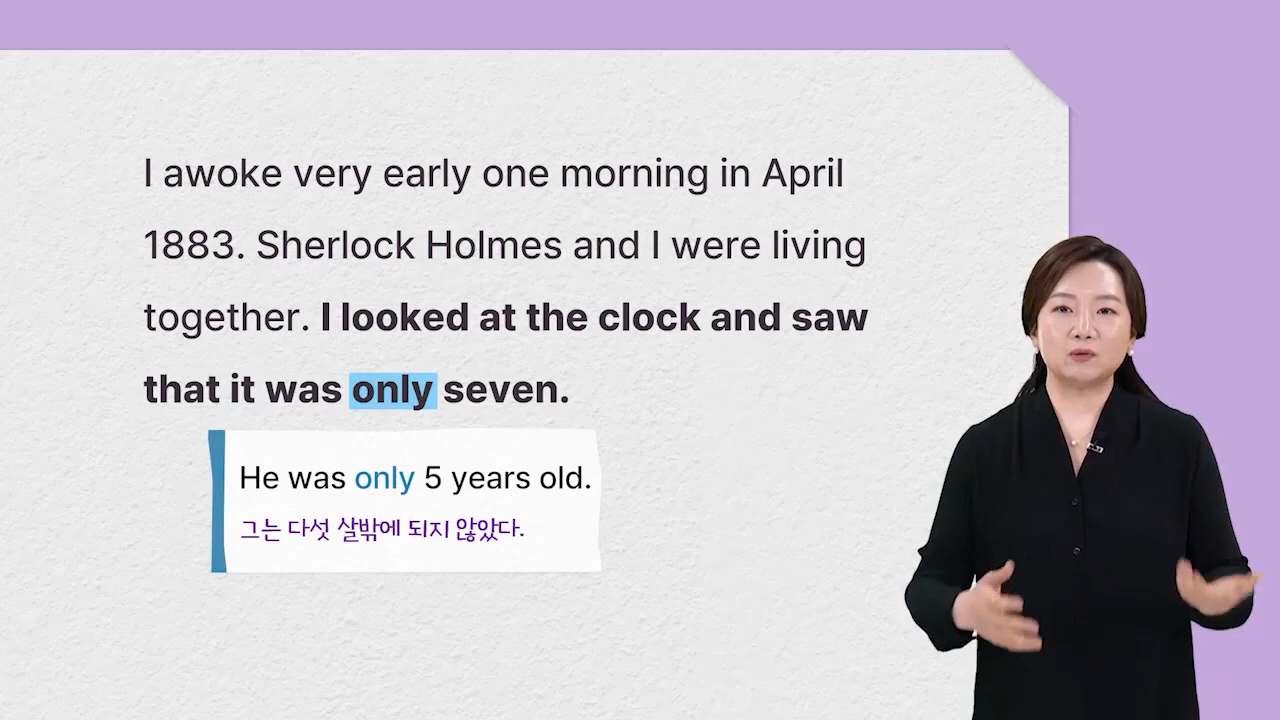 I awoke very early one morning in April
1883. Sherlock Holmes and I were living
together. I looked at the clock and saw
that it was only seven.
He was only 5 years old.
그는 다섯 살밖에 되지 않았다.